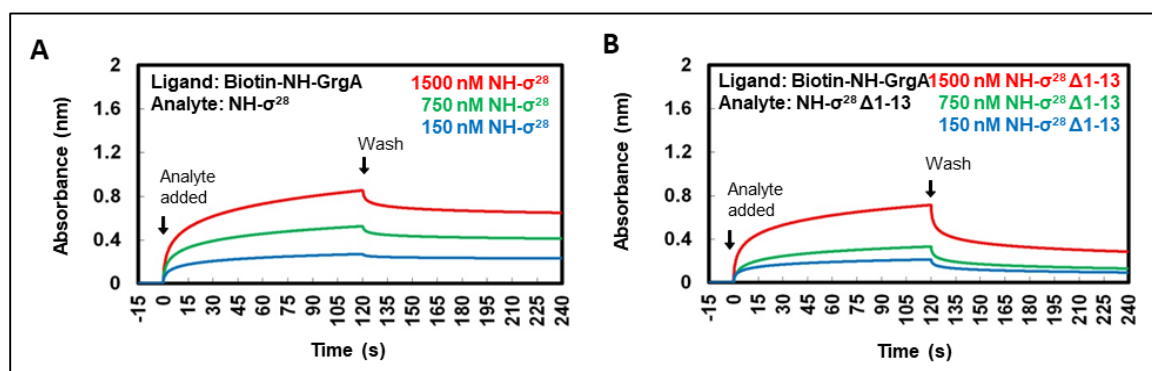 A
Absorbance (nm)
2
1.6
1.2
0.8
0.4
0
Ligand: Biotin-NH-GrgA
Analyte: NH-σ²⁸
1500 nM NH-σ²⁸
750 nM NH-σ²⁸
150 nM NH-σ²⁸
Analyte
added
Wash
-15 0 15 30 45 60 75 90 105 120 135 150 165 180 195 210 225 240
Time (s)
B
Absorbance (nm)
2
1.6
1.2
0.8
0.4
0
Ligand: Biotin-NH-GrgA
Analyte: NH-σ²⁸ Δ1-13
1500 nM NH-σ²⁸ Δ1-13
750 nM NH-σ²⁸ Δ1-13
150 nM NH-σ²⁸ Δ1-13
Analyte
added
Wash
-15 0 15 30 45 60 75 90 105 120 135 150 165 180 195 210 225 240
Time (s)